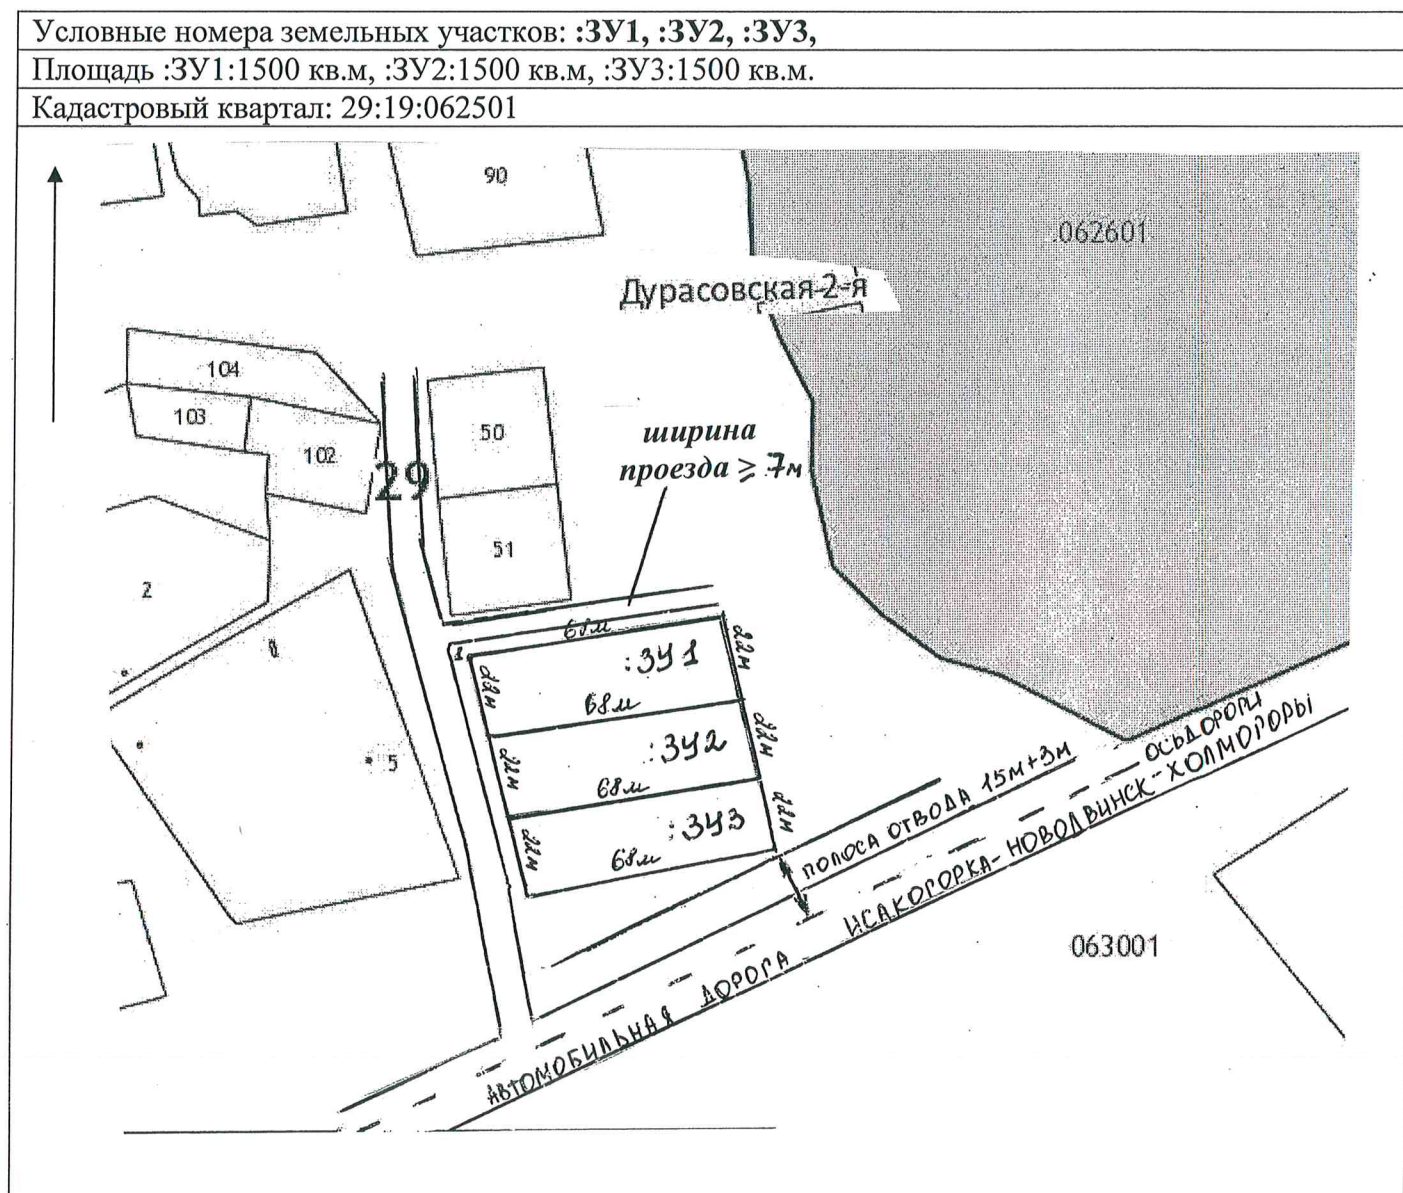 Условные номера земельных участков: :ЗУ1, :ЗУ2, :ЗУ3,
Площадь :ЗУ1:1500 кв.м, :ЗУ2:1500 кв.м, :ЗУ3:1500 кв.м.
Кадастровый квартал: 29:19:062501
90
.062601
Дурасовская 2-я
104
103
102
29
50
51
ширина
проезда ⩾ 7м
2
5
68м
22м
22м
:ЗУ1
68м
22м
22м
:ЗУ2
68м
22м
22м
:ЗУ3
68м
ПОЛОСА ОТВОДА 15М+3М
ОСЬ ДОРОГИ
АВТОМОБИЛЬНАЯ ДОРОГА ИСАКОГОРКА-НОВОДВИНСК-ХОЛМОГОРЫ
063001